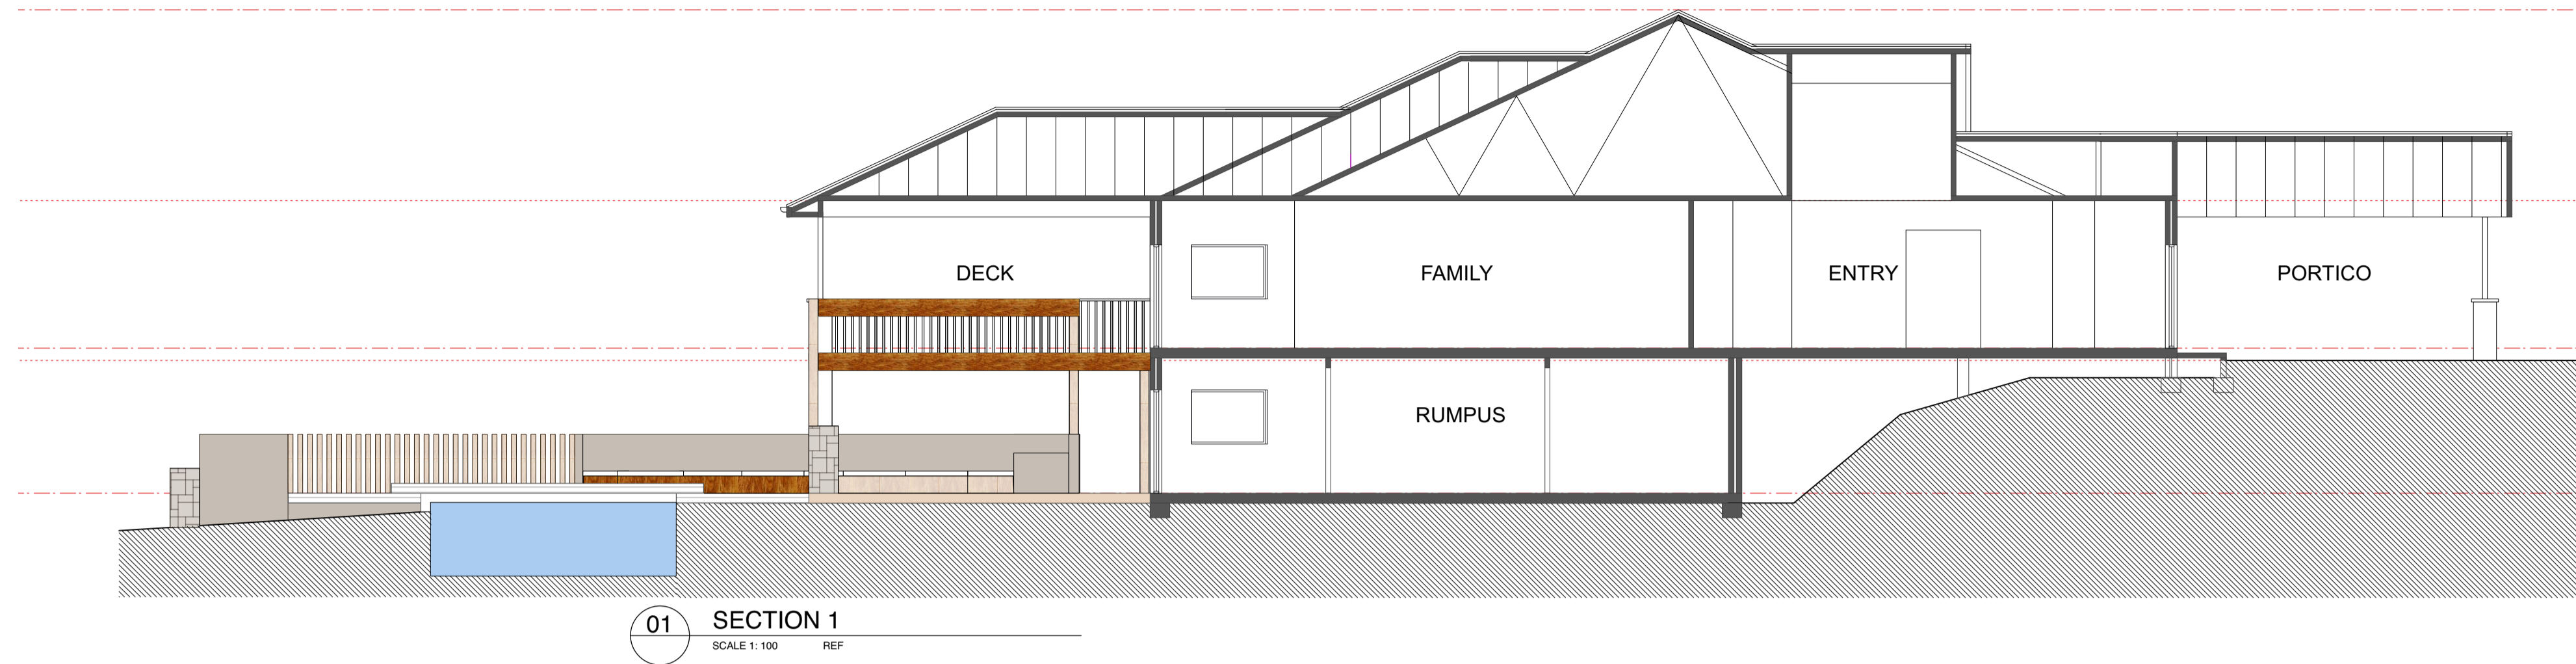 DECK
FAMILY
ENTRY
PORTICO
RUMPUS
01
SECTION 1
SCALE 1: 100 REF